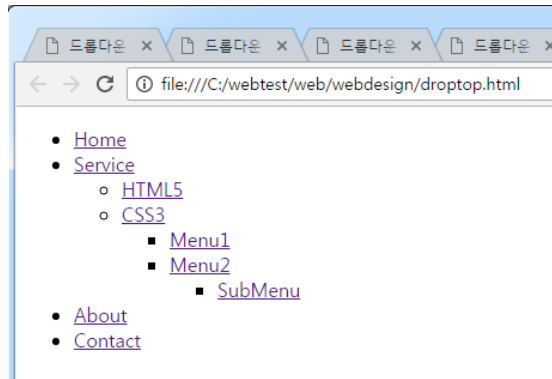 드롭다운 드롭다운 드롭다운 드롭다운
file:///C:/webtest/web/webdesign/droptop.html
Home
Service
HTML5
CSS3
Menu1
Menu2
SubMenu
About
Contact